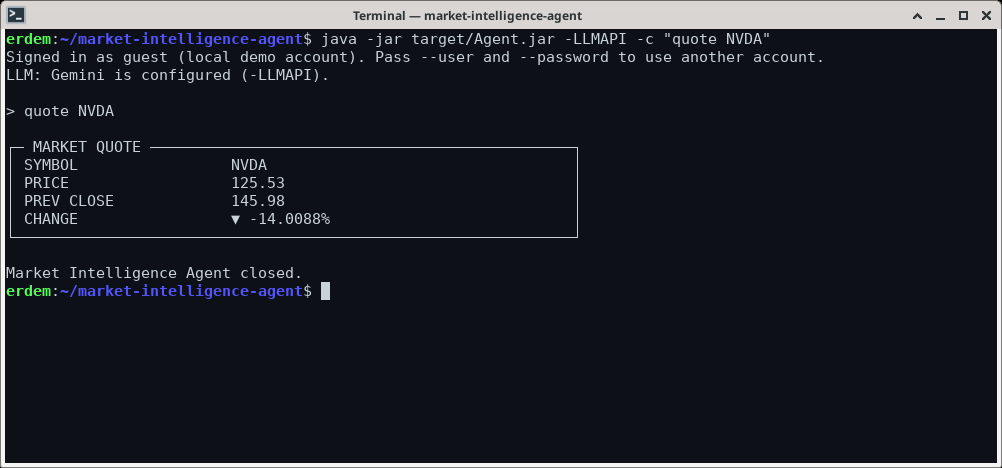 Terminal — market-intelligence-agent
erdem:~/market-intelligence-agent$ java -jar target/Agent.jar -LLMAPI -c "quote NVDA"
Signed in as guest (local demo account). Pass --user and --password to use another account.
LLM: Gemini is configured (-LLMAPI).
> quote NVDA
MARKET QUOTE
SYMBOL NVDA
PRICE 125.53
PREV CLOSE 145.98
CHANGE ▼ -14.0088%
Market Intelligence Agent closed.
erdem:~/market-intelligence-agent$